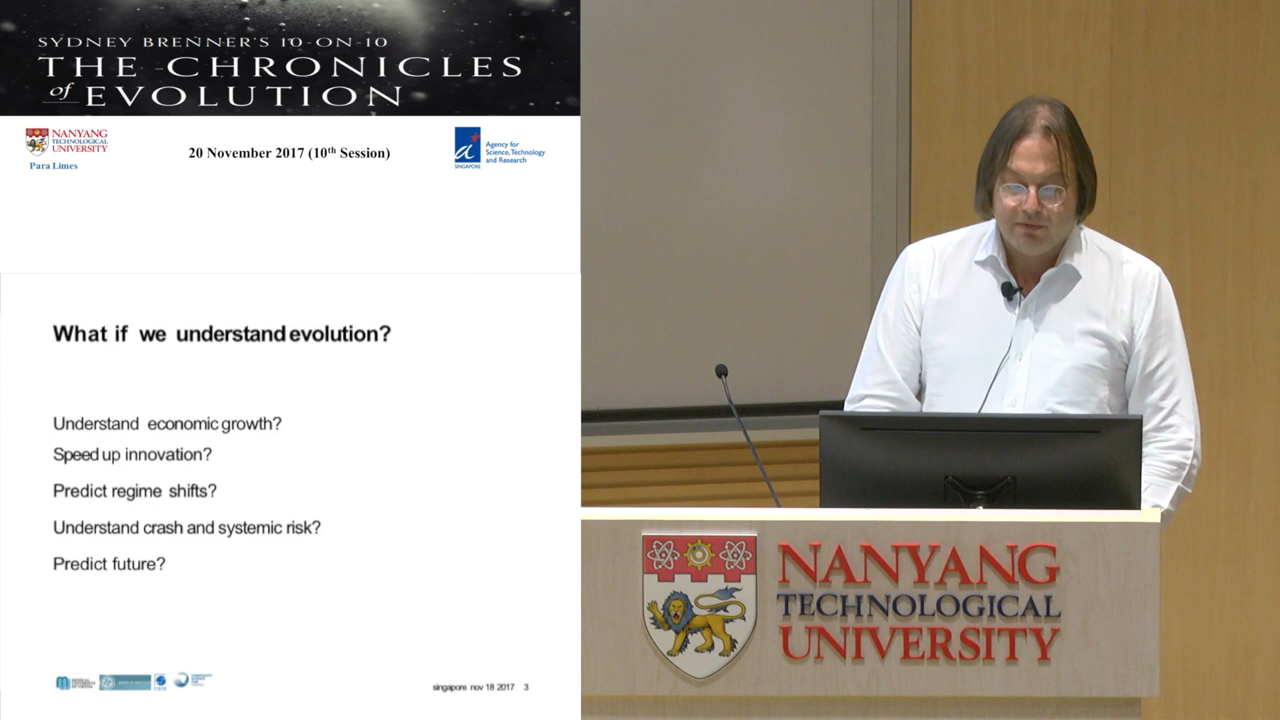 SYDNEY BRENNER'S 10-ON-10
THE CHRONICLES
of EVOLUTION
NANYANG
TECHNOLOGICAL
UNIVERSITY
Para Limes
20 November 2017 (10th Session)
SINGAPORE
Agency for
Science, Technology
and Research
What if we understand evolution?
Understand economic growth?
Speed up innovation?
Predict regime shifts?
Understand crash and systemic risk?
Predict future?
singapore nov 18 2017 3
NANYANG
TECHNOLOGICAL
UNIVERSITY